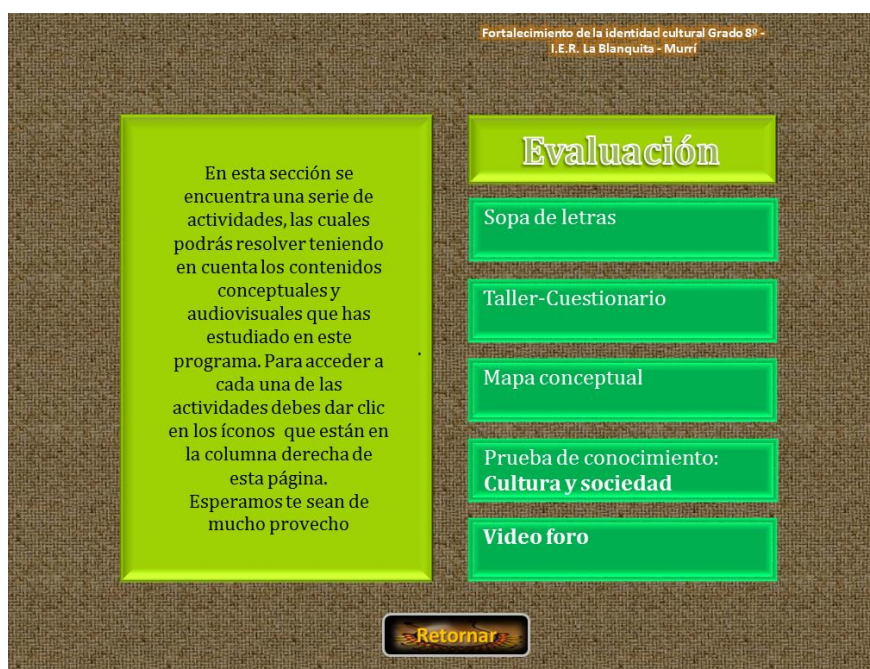 Fortalecimiento de la identidad cultural Grado 8º -
I.E.R. La Blanquita - Murrí
En esta sección se
encuentra una serie de
actividades, las cuales
podrás resolver teniendo
en cuenta los contenidos
conceptuales y
audiovisuales que has
estudiado en este
programa. Para acceder a
cada una de las
actividades debes dar clic
en los íconos que están en
la columna derecha de
esta página.
Esperamos te sean de
mucho provecho
.
Evaluación
Sopa de letras
Taller-Cuestionario
Mapa conceptual
Prueba de conocimiento:
Cultura y sociedad
Video foro
Retornar